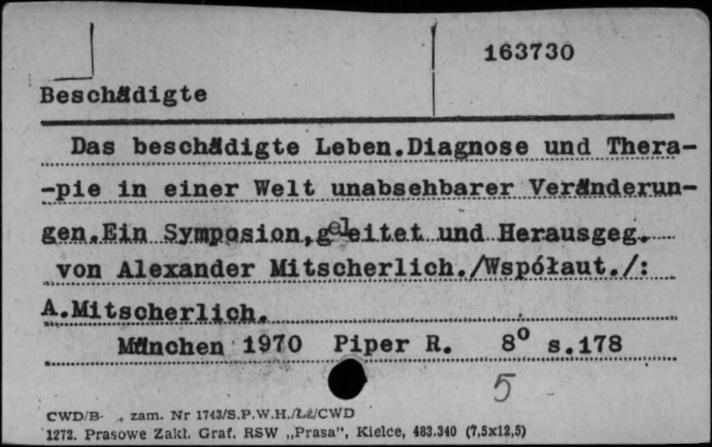 163730
Beschädigte
Das beschädigte Leben.Diagnose und Thera-
-pie in einer Welt unabsehbarer Veränderun-
gen.Ein Symposion,geleitet und Herausgeg.
von Alexander Mitscherlich./Współaut./:
A.Mitscherlich.
München 1970 Piper R. 8° s.178
5
CWD/B- , zam. Nr 1743/S.P.W.H./Łż/CWD
1272. Prasowe Zakł. Graf. RSW „Prasa", Kielce, 483.340 (7,5x12,5)